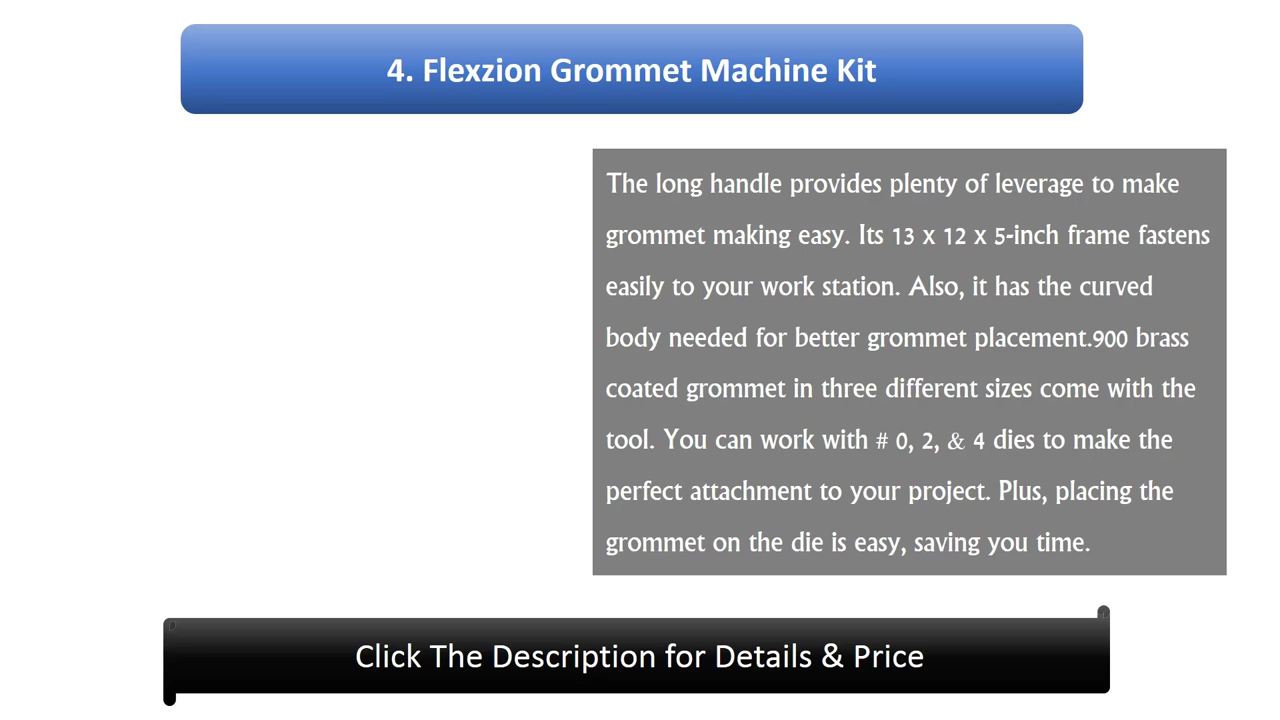 4. Flexzion Grommet Machine Kit
The long handle provides plenty of leverage to make
grommet making easy. Its 13 x 12 x 5-inch frame fastens
easily to your work station. Also, it has the curved
body needed for better grommet placement.900 brass
coated grommet in three different sizes come with the
tool. You can work with # 0, 2, & 4 dies to make the
perfect attachment to your project. Plus, placing the
grommet on the die is easy, saving you time.
Click The Description for Details & Price